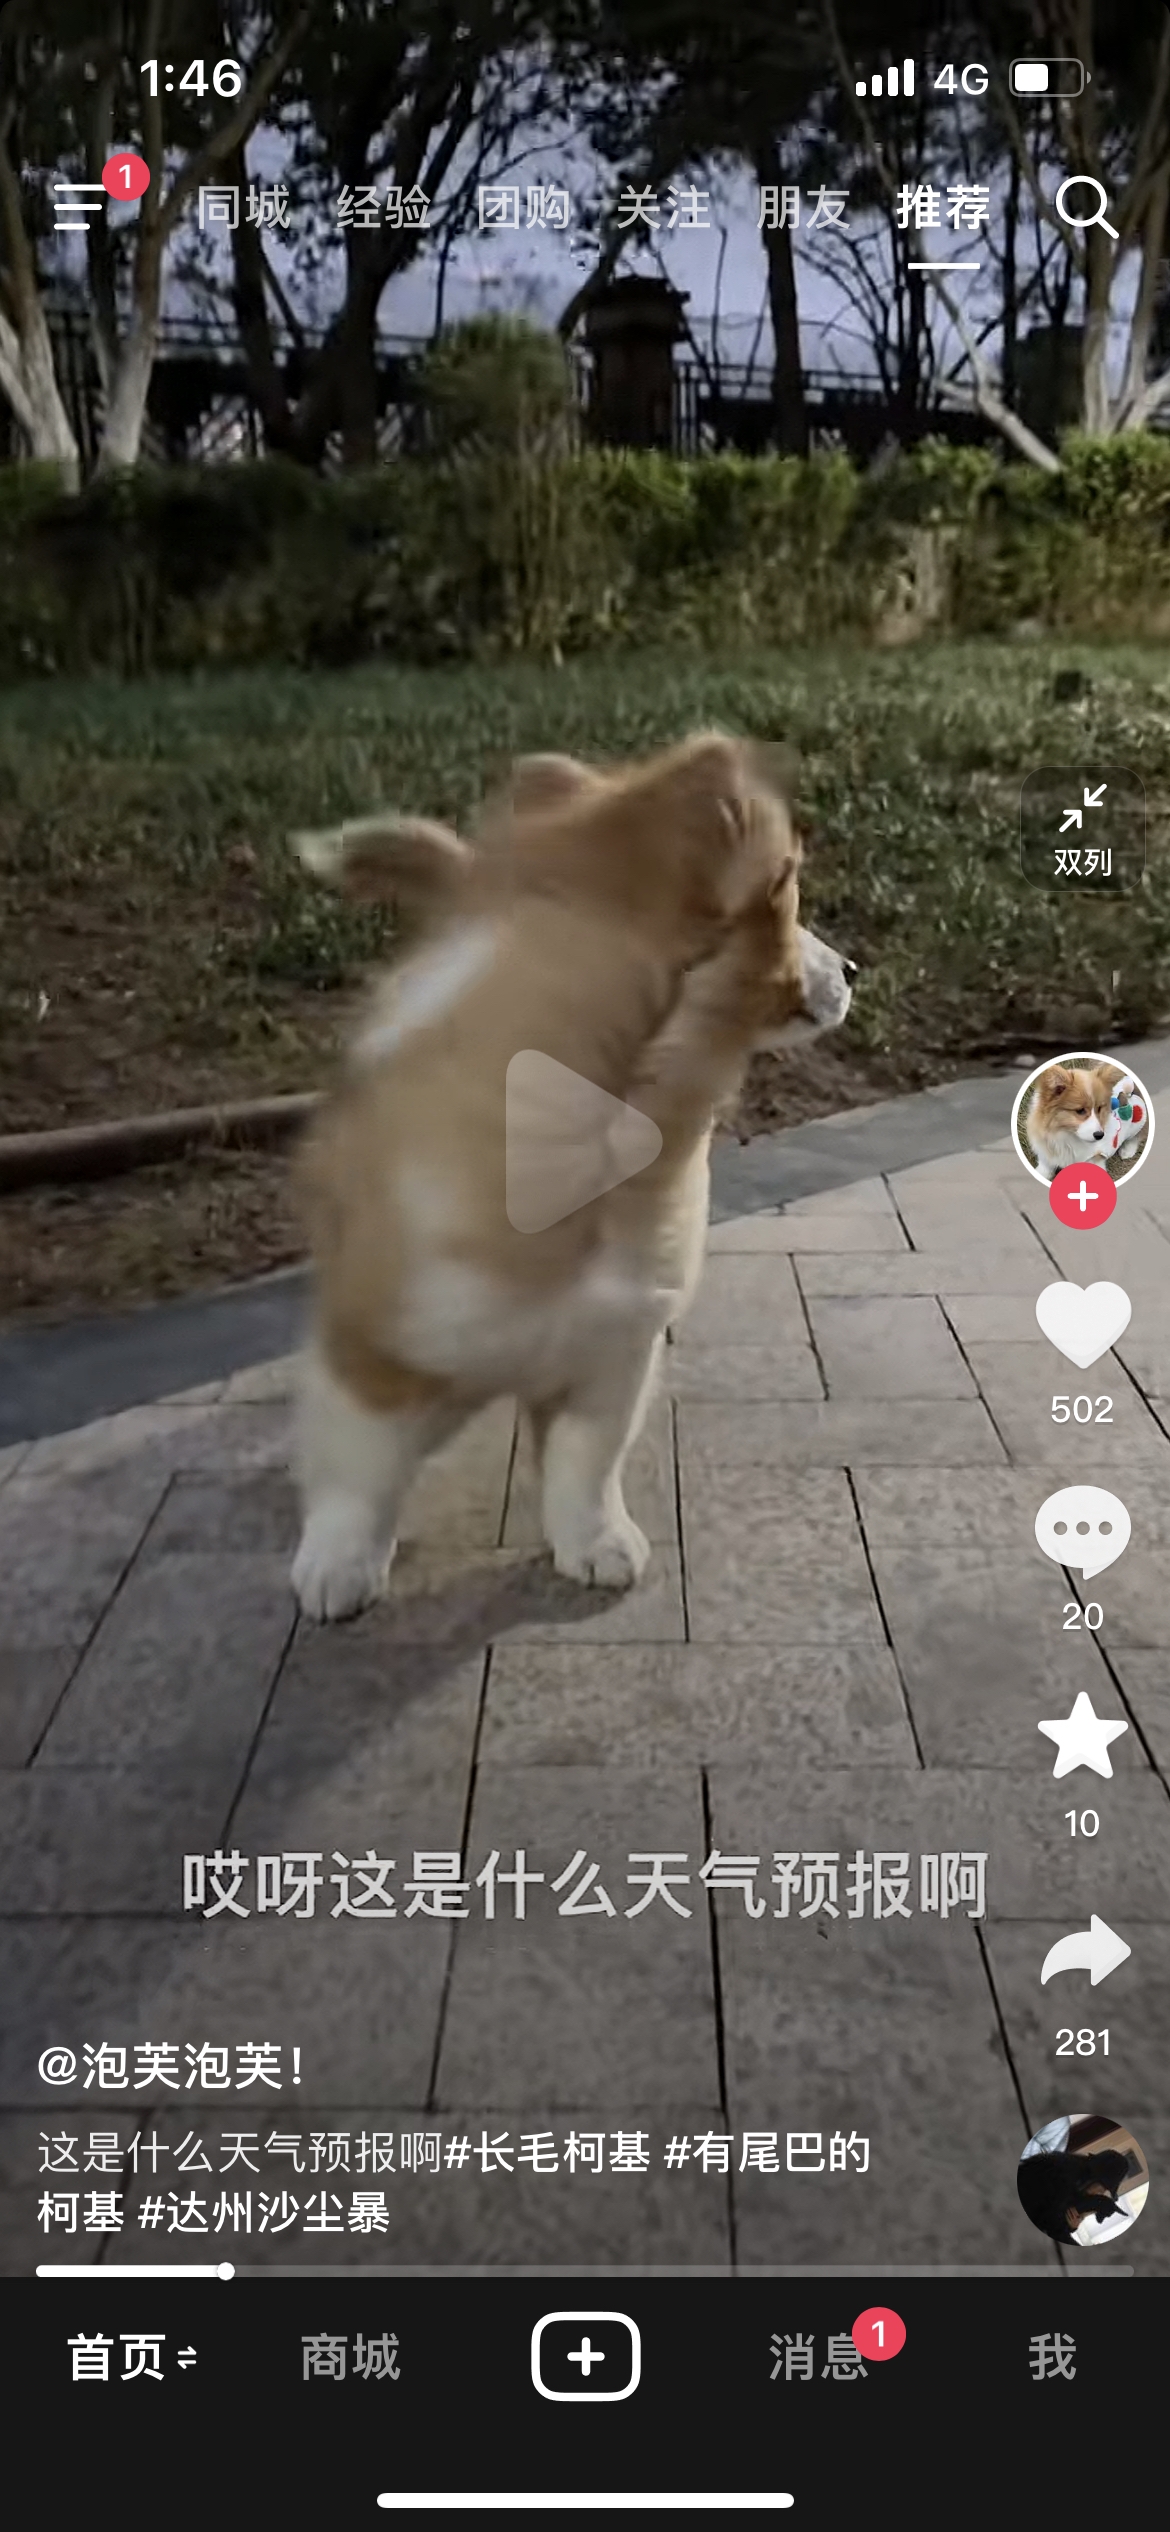 1:46
4G
1
同城 经验 团购 关注 朋友 推荐
双列
502
20
10
哎呀这是什么天气预报啊
281
@泡芙泡芙！
这是什么天气预报啊#长毛柯基 #有尾巴的
柯基 #达州沙尘暴
首页 商城 消息 1 我